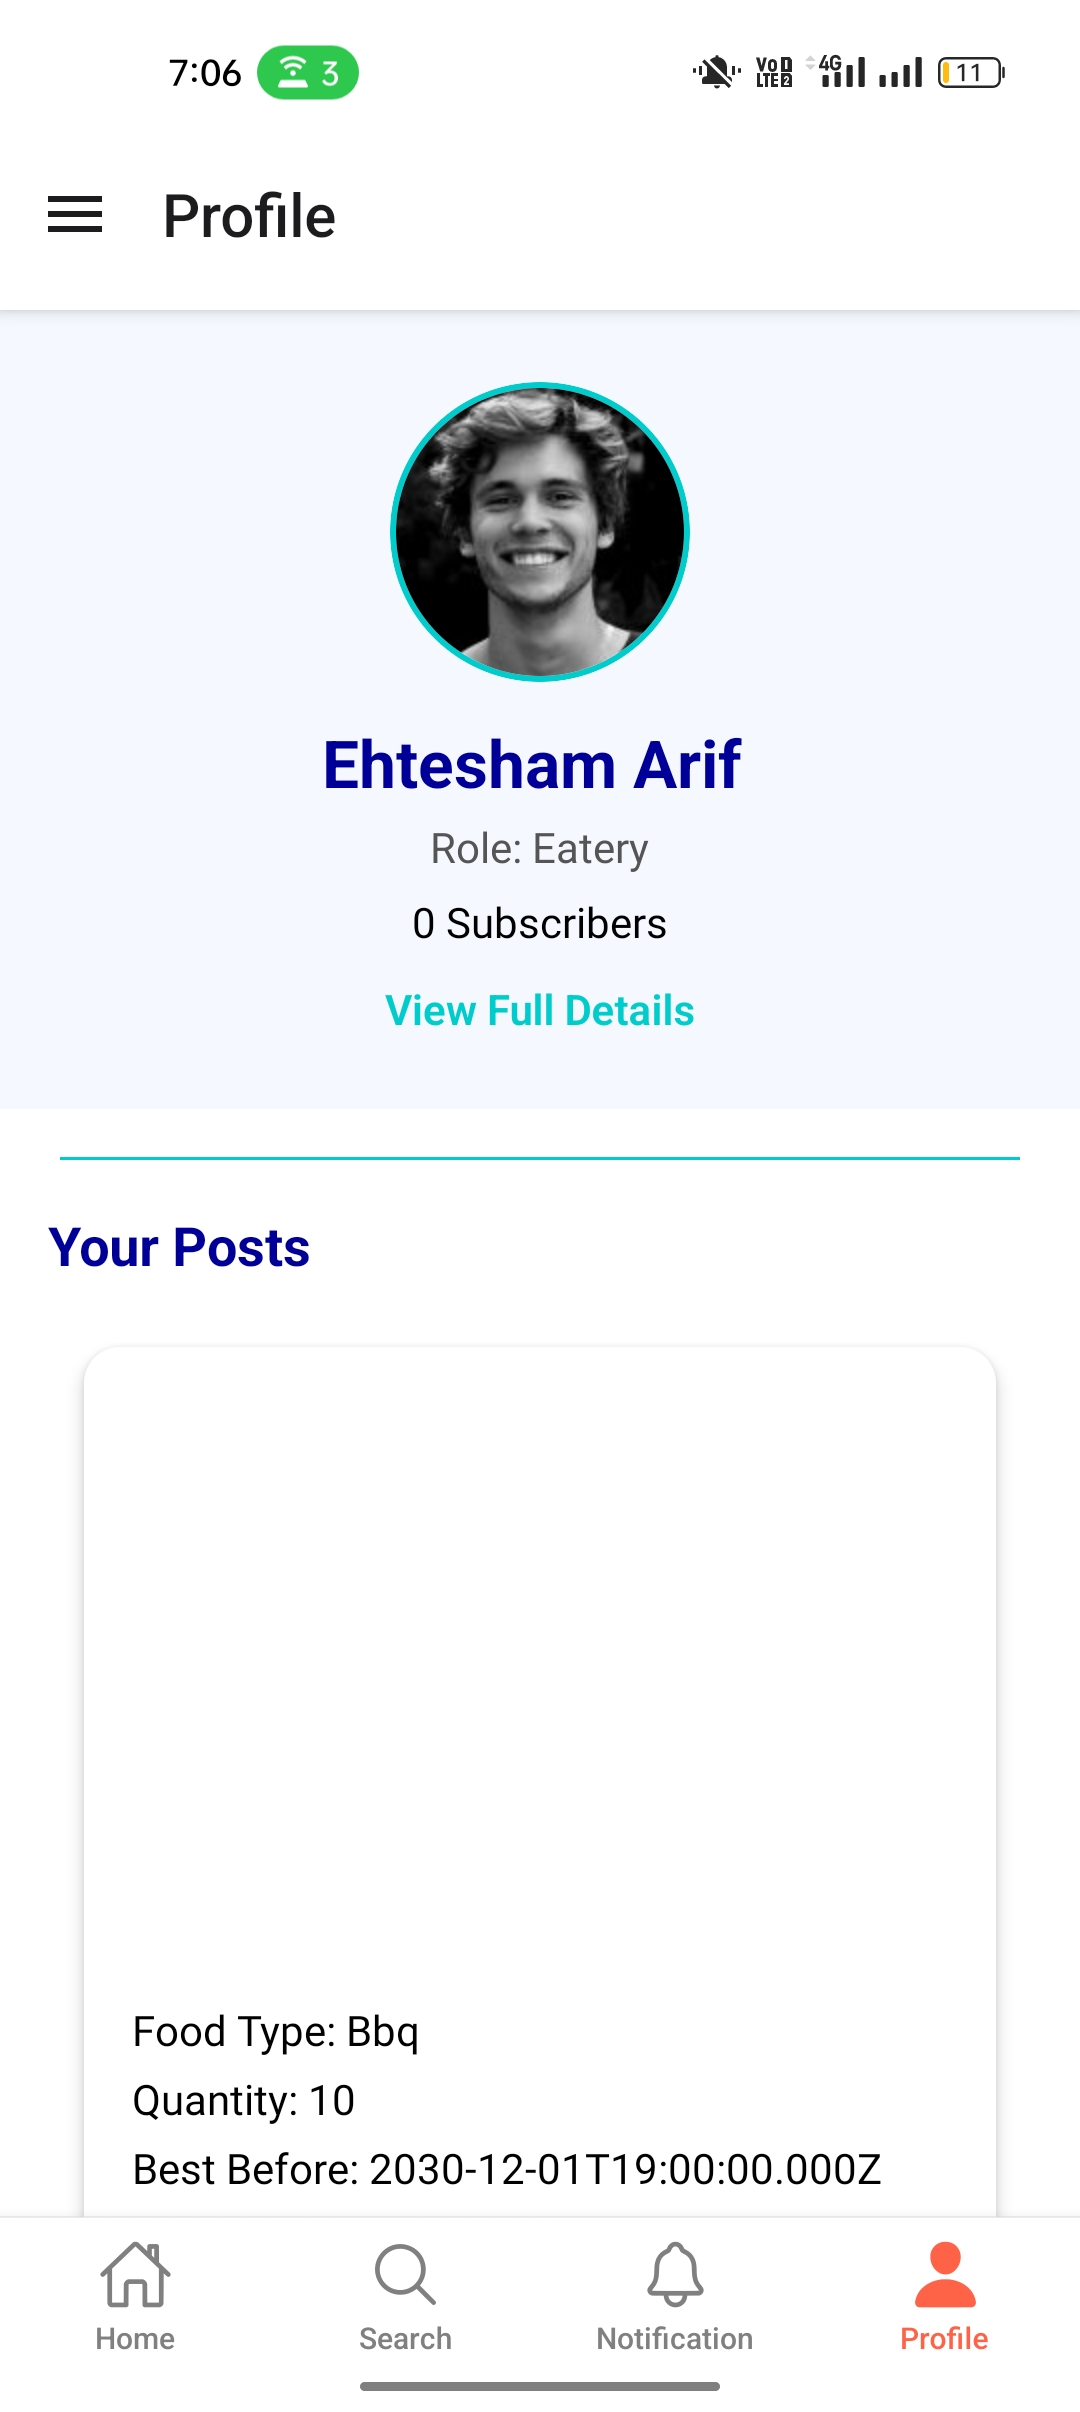 7:06 3 VoD LTE2 4G 11
Profile
Ehtesham Arif
Role: Eatery
0 Subscribers
View Full Details
Your Posts
Food Type: Bbq
Quantity: 10
Best Before: 2030-12-01T19:00:00.000Z
Home Search Notification Profile